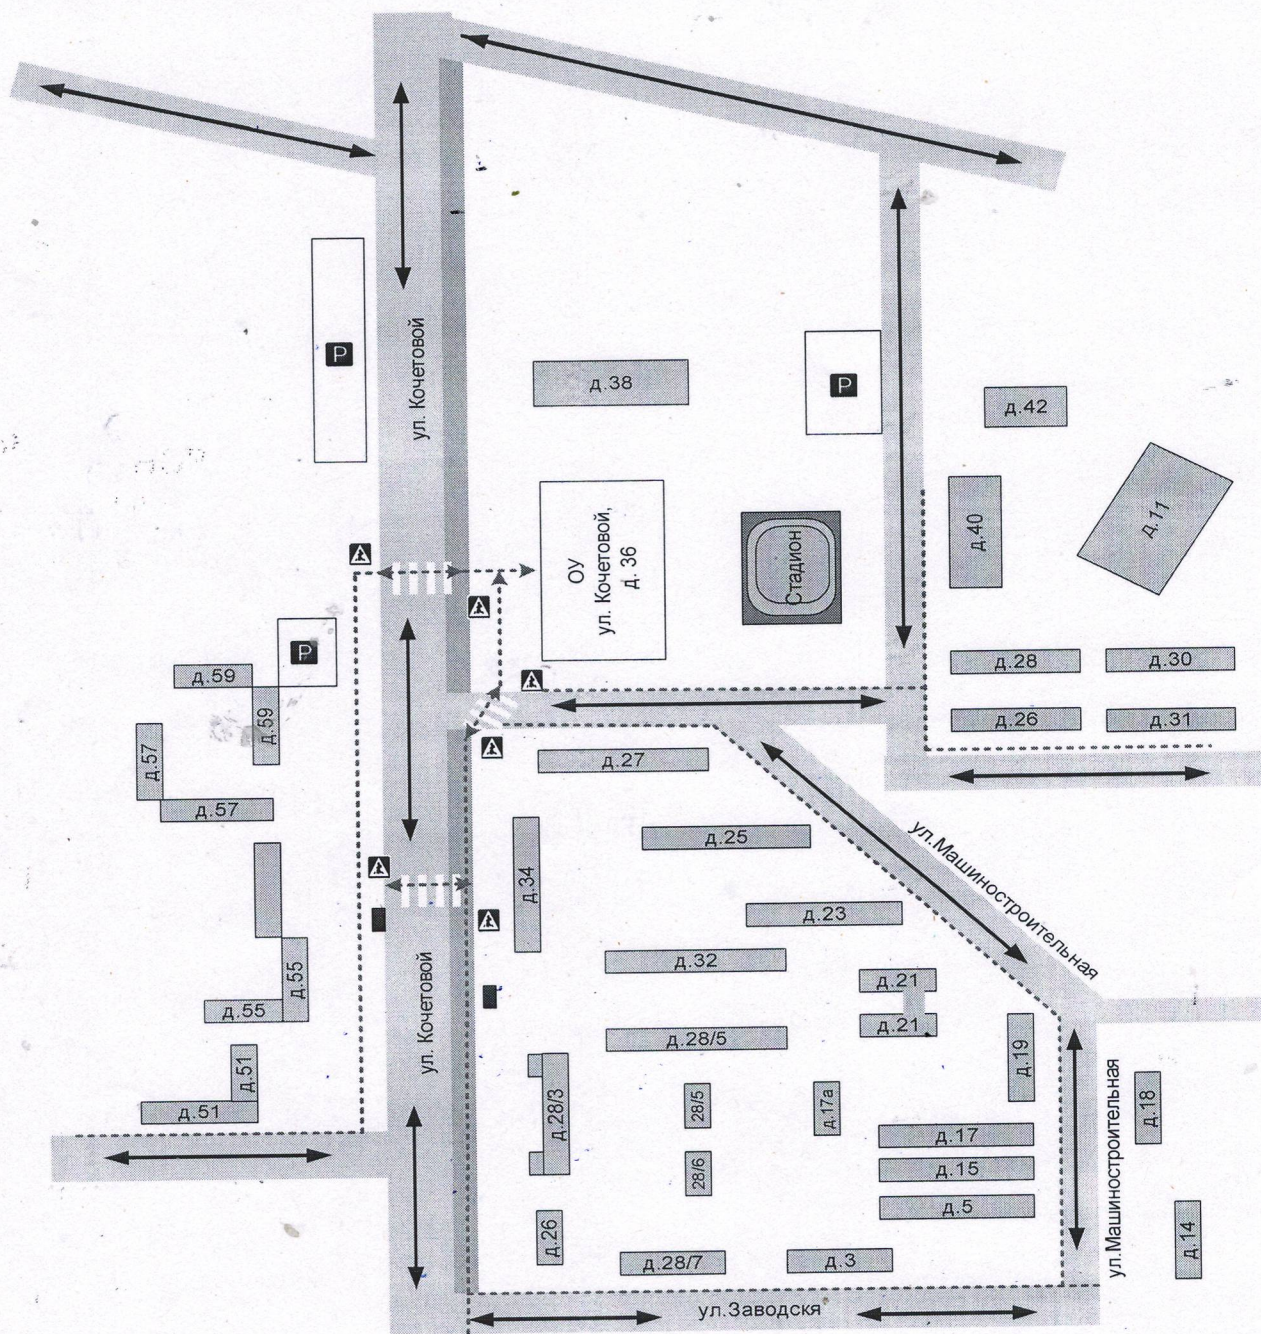 P
ул. Кочетовой
д.38
P
д.42
д.40
д.11
ОУ
ул. Кочетовой,
д. 36
Стадион
P
д.59
д.59
д.28
д.30
д.26
д.31
д.57
д.57
д.27
д.25
ул.Машиностроительная
д.34
д.23
д.32
д.55
д.55
ул. Кочетовой
д.21
д.21
д.28/5
д.19
д.51
д.51
д.28/3
28/5
д.17а
д.17
ул.Машиностроительная
д.18
28/6
д.15
д.5
д.26
д.14
д.28/7
д.3
ул.Заводскя